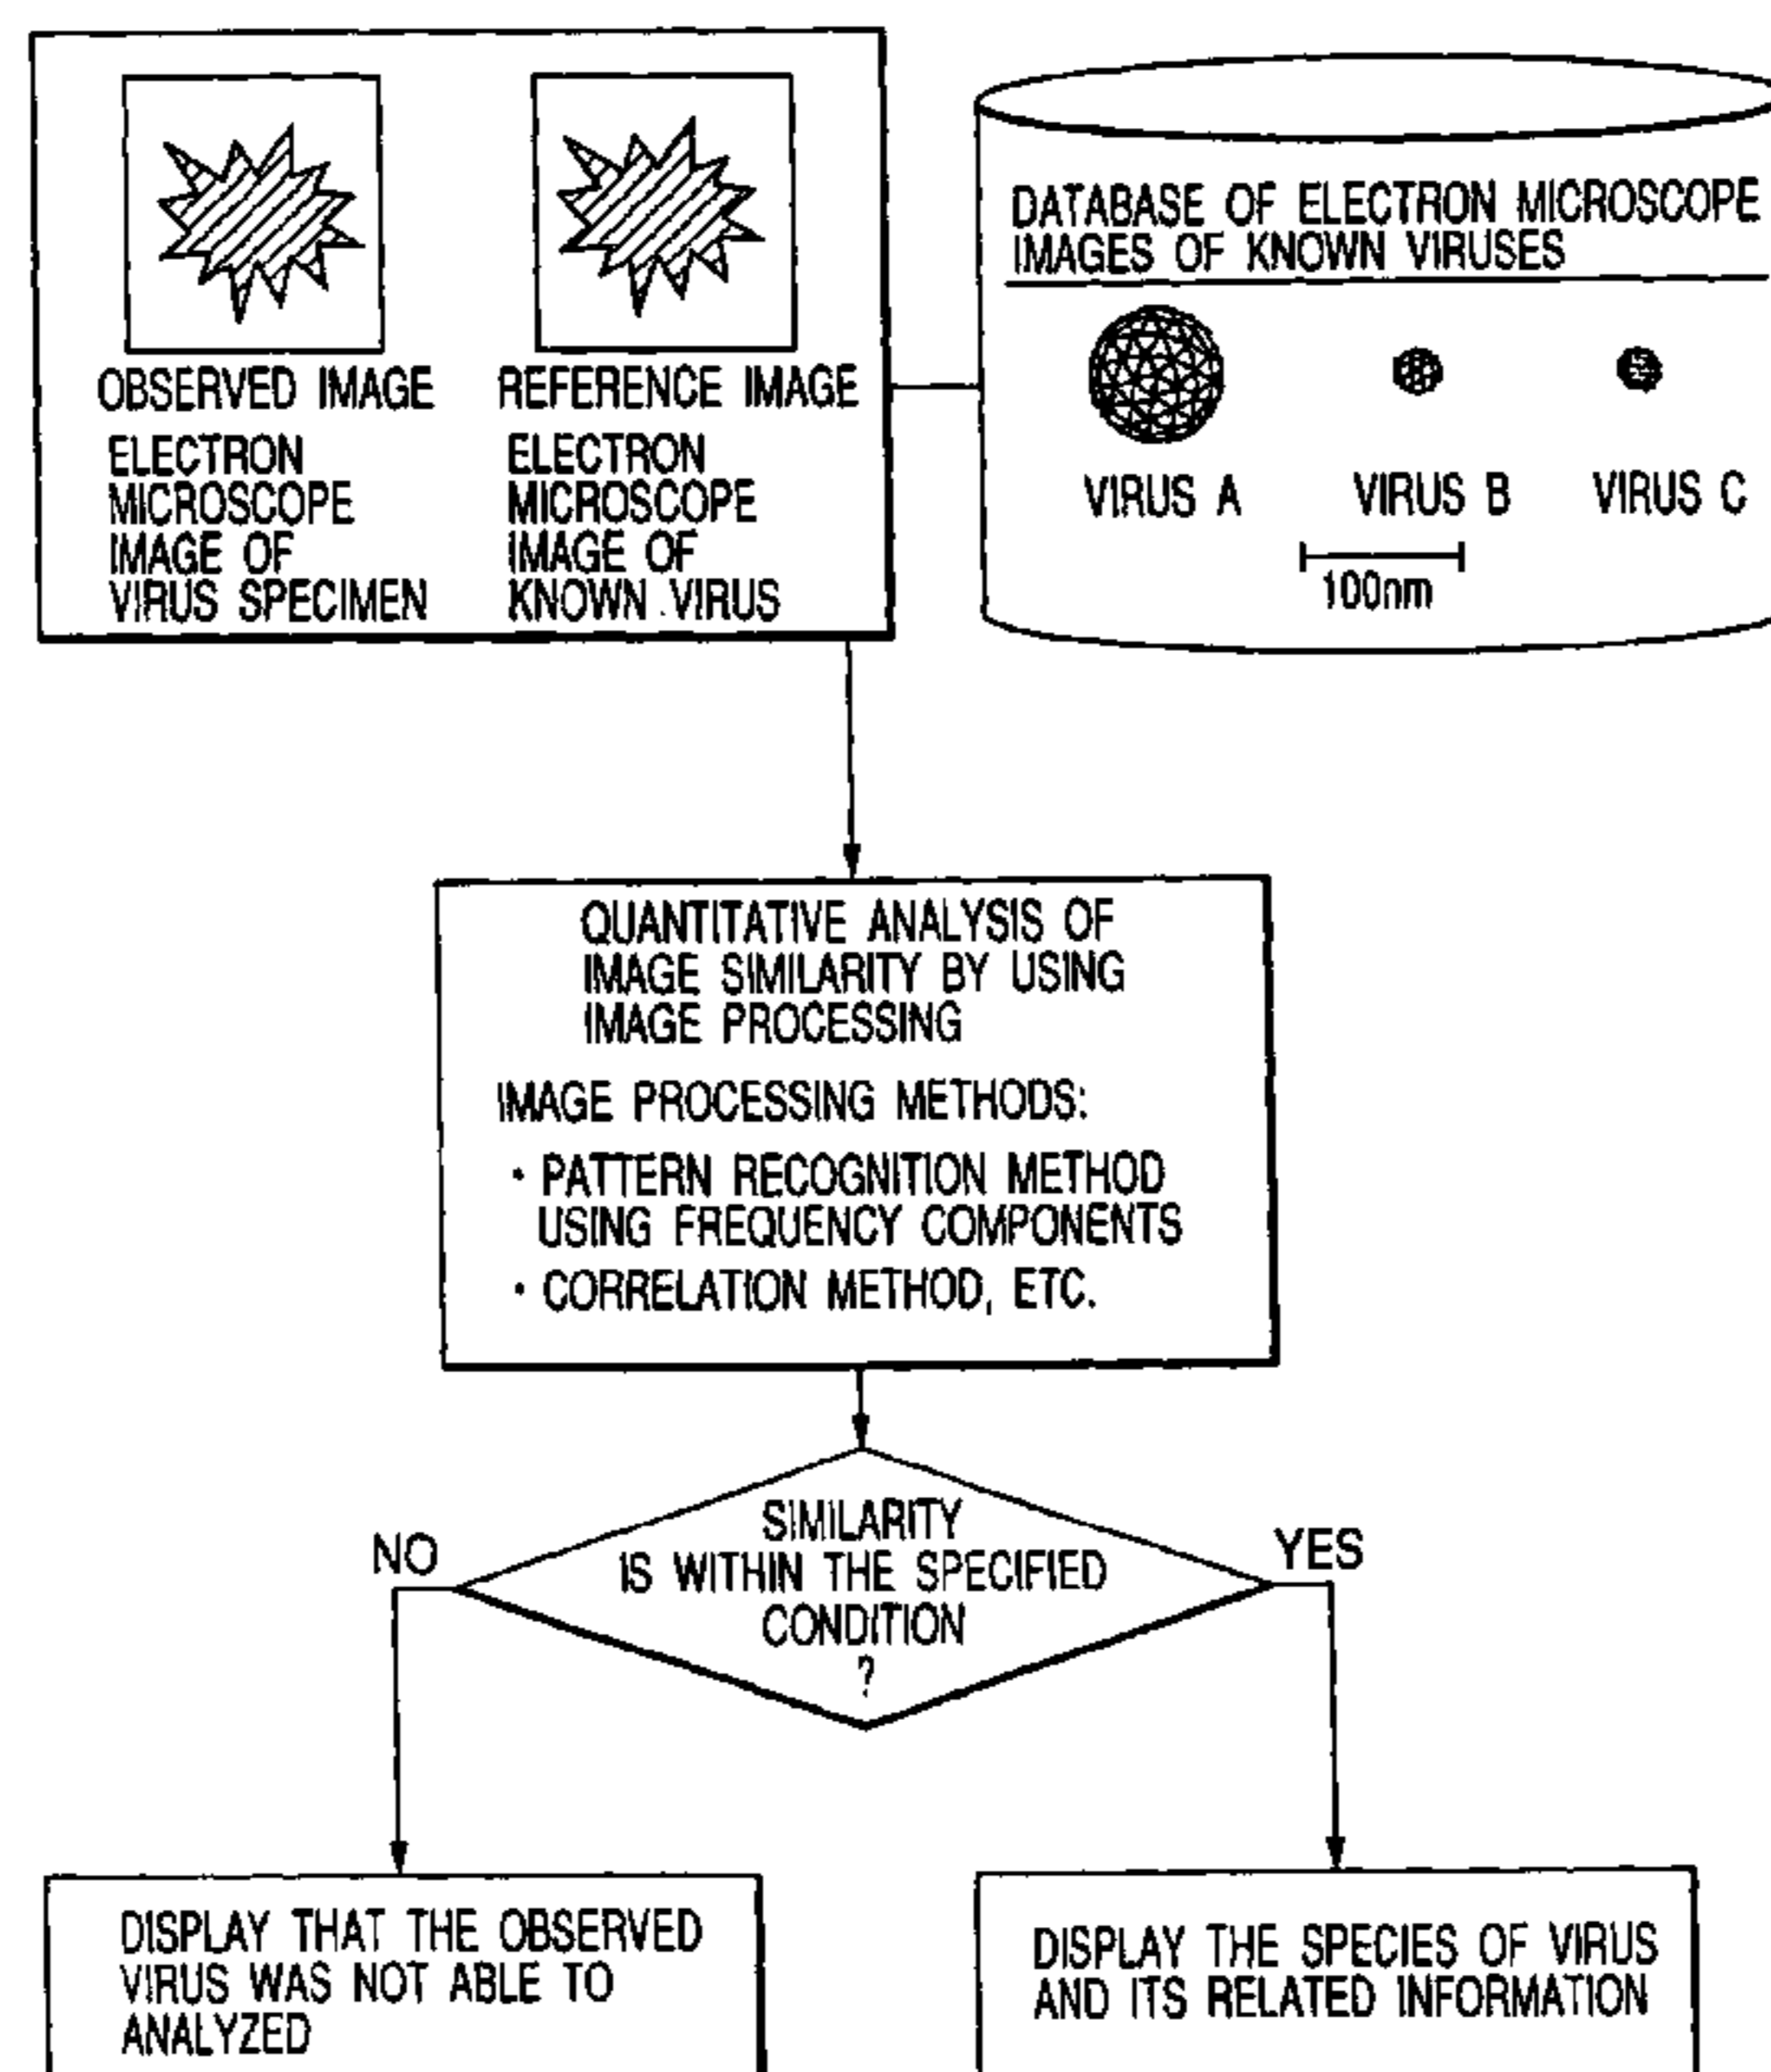 OBSERVED IMAGE
ELECTRON
MICROSCOPE
IMAGE OF
VIRUS SPECIMEN
REFERENCE IMAGE
ELECTRON
MICROSCOPE
IMAGE OF
KNOWN VIRUS
DATABASE OF ELECTRON MICROSCOPE
IMAGES OF KNOWN VIRUSES
VIRUS A
VIRUS B
VIRUS C
100nm
QUANTITATIVE ANALYSIS OF
IMAGE SIMILARITY BY USING
IMAGE PROCESSING
IMAGE PROCESSING METHODS:
· PATTERN RECOGNITION METHOD
USING FREQUENCY COMPONENTS
· CORRELATION METHOD, ETC.
SIMILARITY
IS WITHIN THE SPECIFIED
CONDITION
?
NO
YES
DISPLAY THAT THE OBSERVED
VIRUS WAS NOT ABLE TO
ANALYZED
DISPLAY THE SPECIES OF VIRUS
AND ITS RELATED INFORMATION